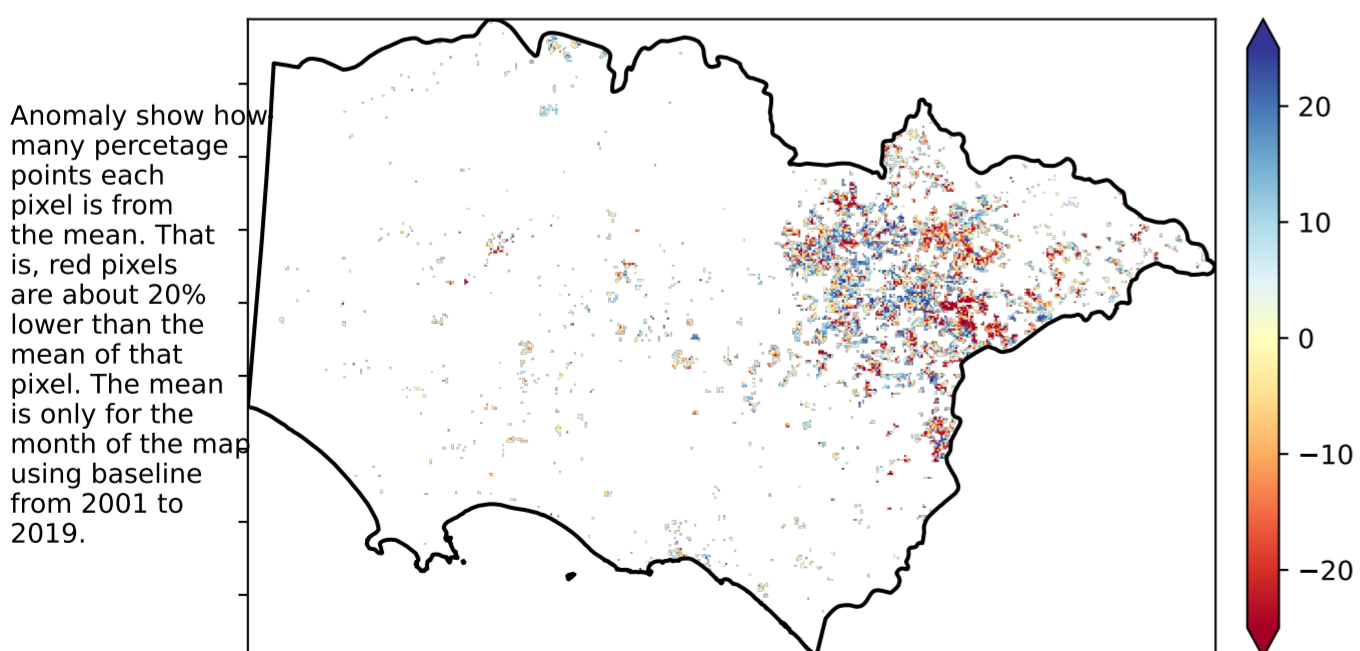 Anomaly show how
many percetage
points each
pixel is from
the mean. That
is, red pixels
are about 20%
lower than the
mean of that
pixel. The mean
is only for the
month of the map
using baseline
from 2001 to
2019.
20
10
0
−10
−20